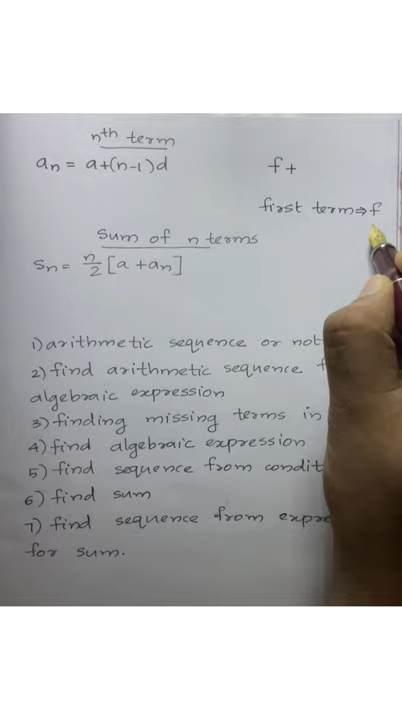 nth term
an = a+(n-1)d
f+
first term⇒f
Sum of n terms
Sn = n/2 [a + an]
1) arithmetic sequence or not
2) find arithmetic sequence f
algebraic expression
3) finding missing terms in
4) find algebraic expression
5) find sequence from condit
6) find sum
7) find sequence from expre
for sum.